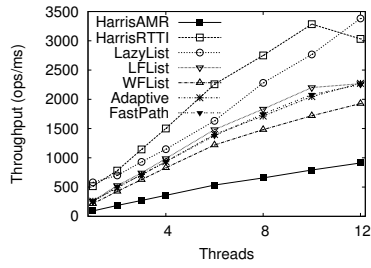 Throughput (ops/ms)
3500
3000
2500
2000
1500
1000
500
0
HarrisAMR
HarrisRTTI
LazyList
LFList
WFList
Adaptive
FastPath
4
8
12
Threads